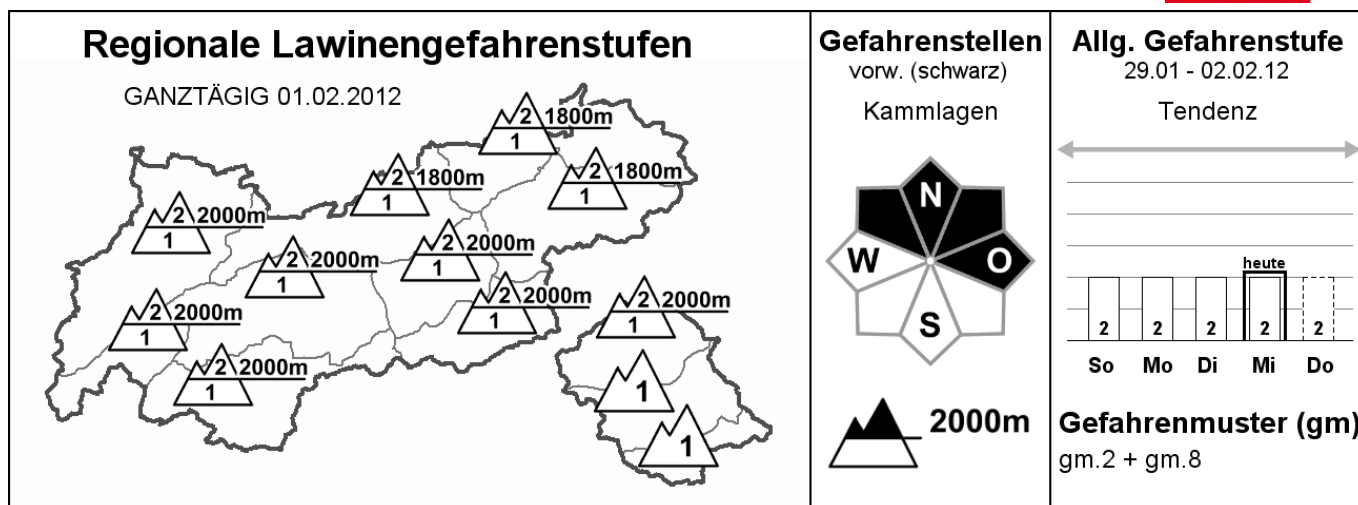 Regionale Lawinengefahrenstufen
GANZTÄGIG 01.02.2012
2 1800m
1
2 1800m
1
2 1800m
1
2 2000m
1
2 2000m
1
2 2000m
1
2 2000m
1
2 2000m
1
2 2000m
1
2 2000m
1
1
1
Gefahrenstellen
vorw. (schwarz)
Kammlagen
N
W O
S
2000m
Allg. Gefahrenstufe
29.01 - 02.02.12
Tendenz
heute
2 2 2 2 2
So Mo Di Mi Do
Gefahrenmuster (gm)
gm.2 + gm.8